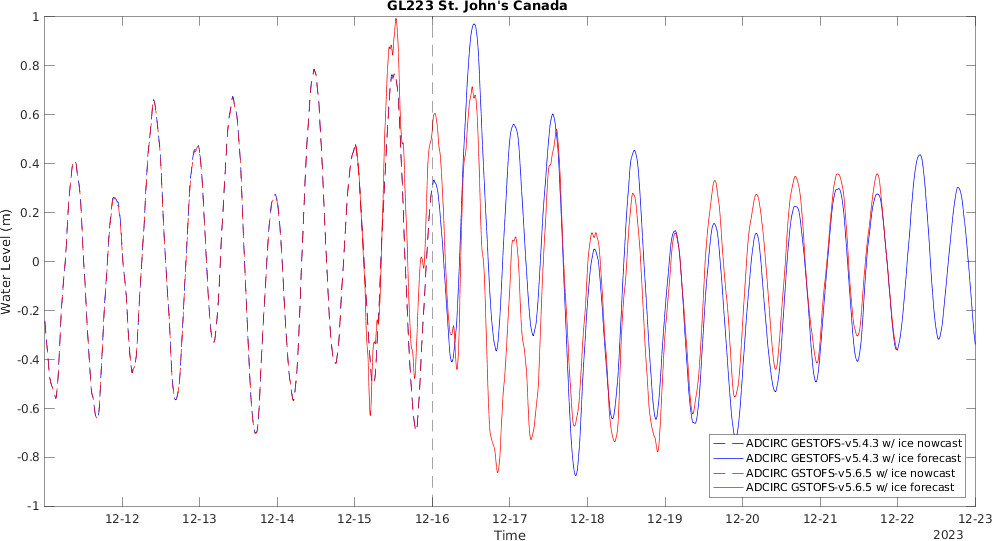 GL223 St. John's Canada
Water Level (m)
1
0.8
0.6
0.4
0.2
0
-0.2
-0.4
-0.6
-0.8
-1
12-12 12-13 12-14 12-15 12-16 12-17 12-18 12-19 12-20 12-21 12-22 12-23
2023
Time
ADCIRC GESTOFS-v5.4.3 w/ ice nowcast
ADCIRC GESTOFS-v5.4.3 w/ ice forecast
ADCIRC GSTOFS-v5.6.5 w/ ice nowcast
ADCIRC GSTOFS-v5.6.5 w/ ice forecast